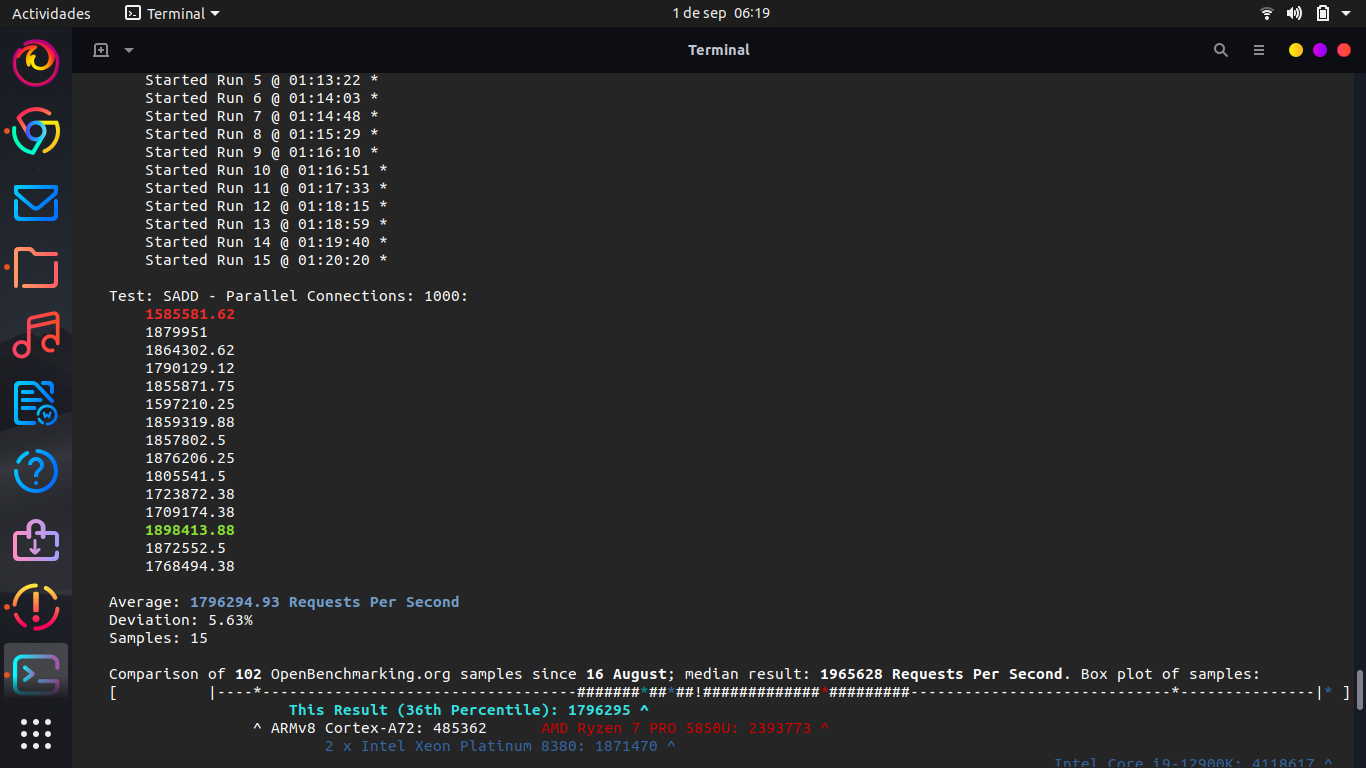 Actividades Terminal 1 de sep 06:19
Terminal
Started Run 5 @ 01:13:22 *
Started Run 6 @ 01:14:03 *
Started Run 7 @ 01:14:48 *
Started Run 8 @ 01:15:29 *
Started Run 9 @ 01:16:10 *
Started Run 10 @ 01:16:51 *
Started Run 11 @ 01:17:33 *
Started Run 12 @ 01:18:15 *
Started Run 13 @ 01:18:59 *
Started Run 14 @ 01:19:40 *
Started Run 15 @ 01:20:20 *
Test: SADD - Parallel Connections: 1000:
1585581.62
1879951
1864302.62
1790129.12
1855871.75
1597210.25
1859319.88
1857802.5
1876206.25
1805541.5
1723872.38
1709174.38
1898413.88
1872552.5
1768494.38
Average: 1796294.93 Requests Per Second
Deviation: 5.63%
Samples: 15
Comparison of 102 OpenBenchmarking.org samples since 16 August; median result: 1965628 Requests Per Second. Box plot of samples:
[          |----*-----------------------------------#######*##*##!#############*#########-----------------------------*---------------|* ]
This Result (36th Percentile): 1796295 ^
^ ARMv8 Cortex-A72: 485362 AMD Ryzen 7 PRO 5850U: 2393773 ^
2 x Intel Xeon Platinum 8380: 1871470 ^
Intel Core i9-12900K: 4118617 ^